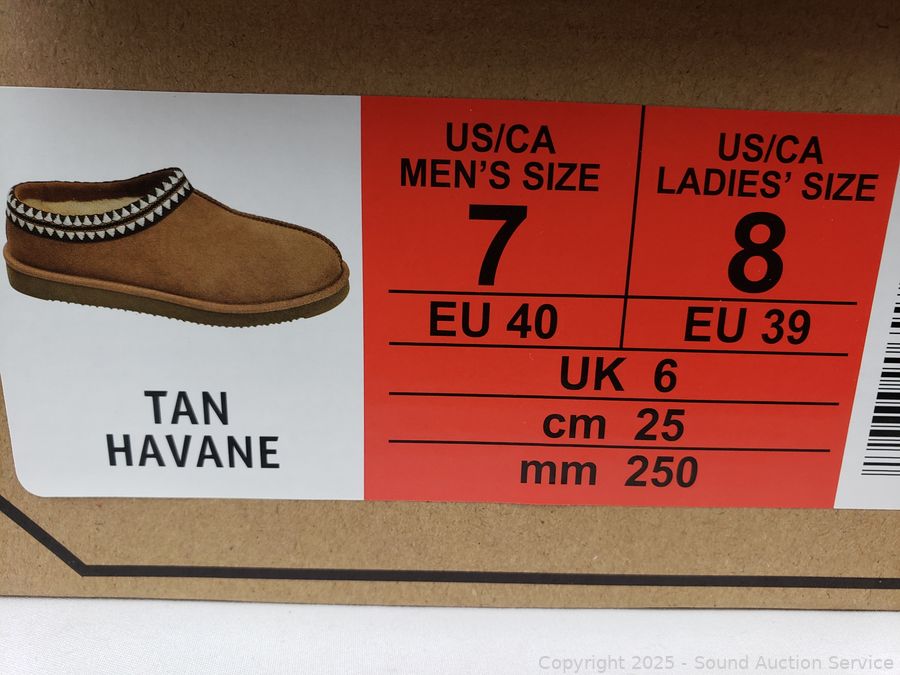 TAN
HAVANE
US/CA
MEN'S SIZE
7
EU 40
US/CA
LADIES' SIZE
8
EU 39
UK 6
cm 25
mm 250
Copyright 2025 - Sound Auction Service